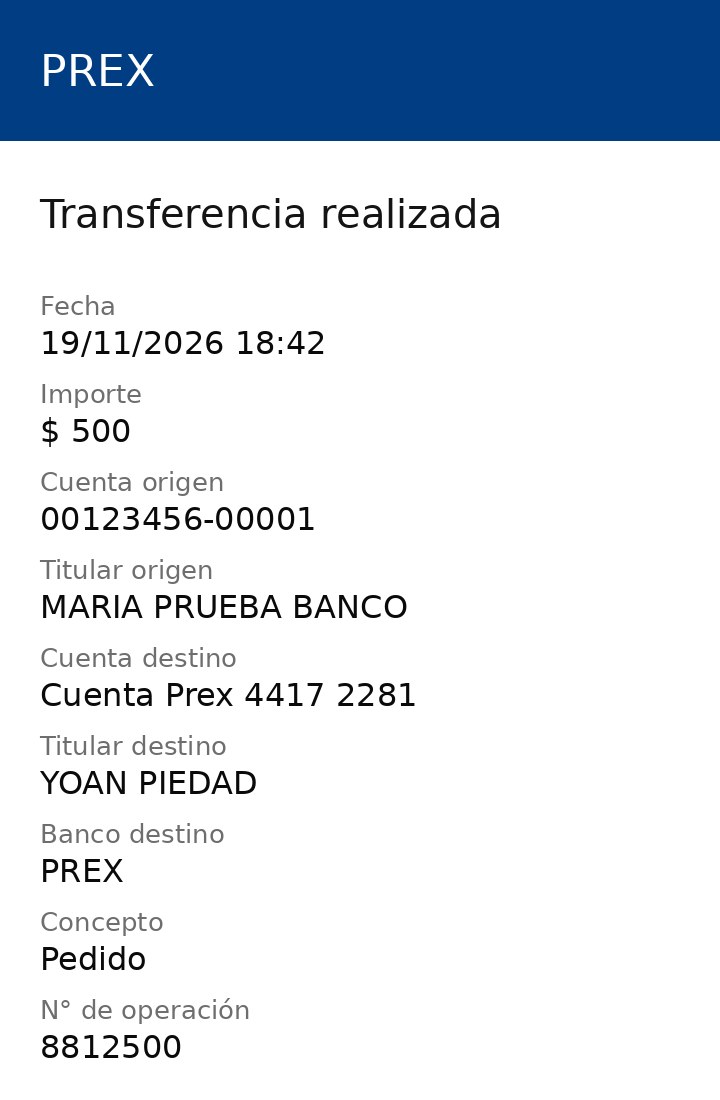 PREX
Transferencia realizada
Fecha
19/11/2026 18:42
Importe
$ 500
Cuenta origen
00123456-00001
Titular origen
MARIA PRUEBA BANCO
Cuenta destino
Cuenta Prex 4417 2281
Titular destino
YOAN PIEDAD
Banco destino
PREX
Concepto
Pedido
N° de operación
8812500